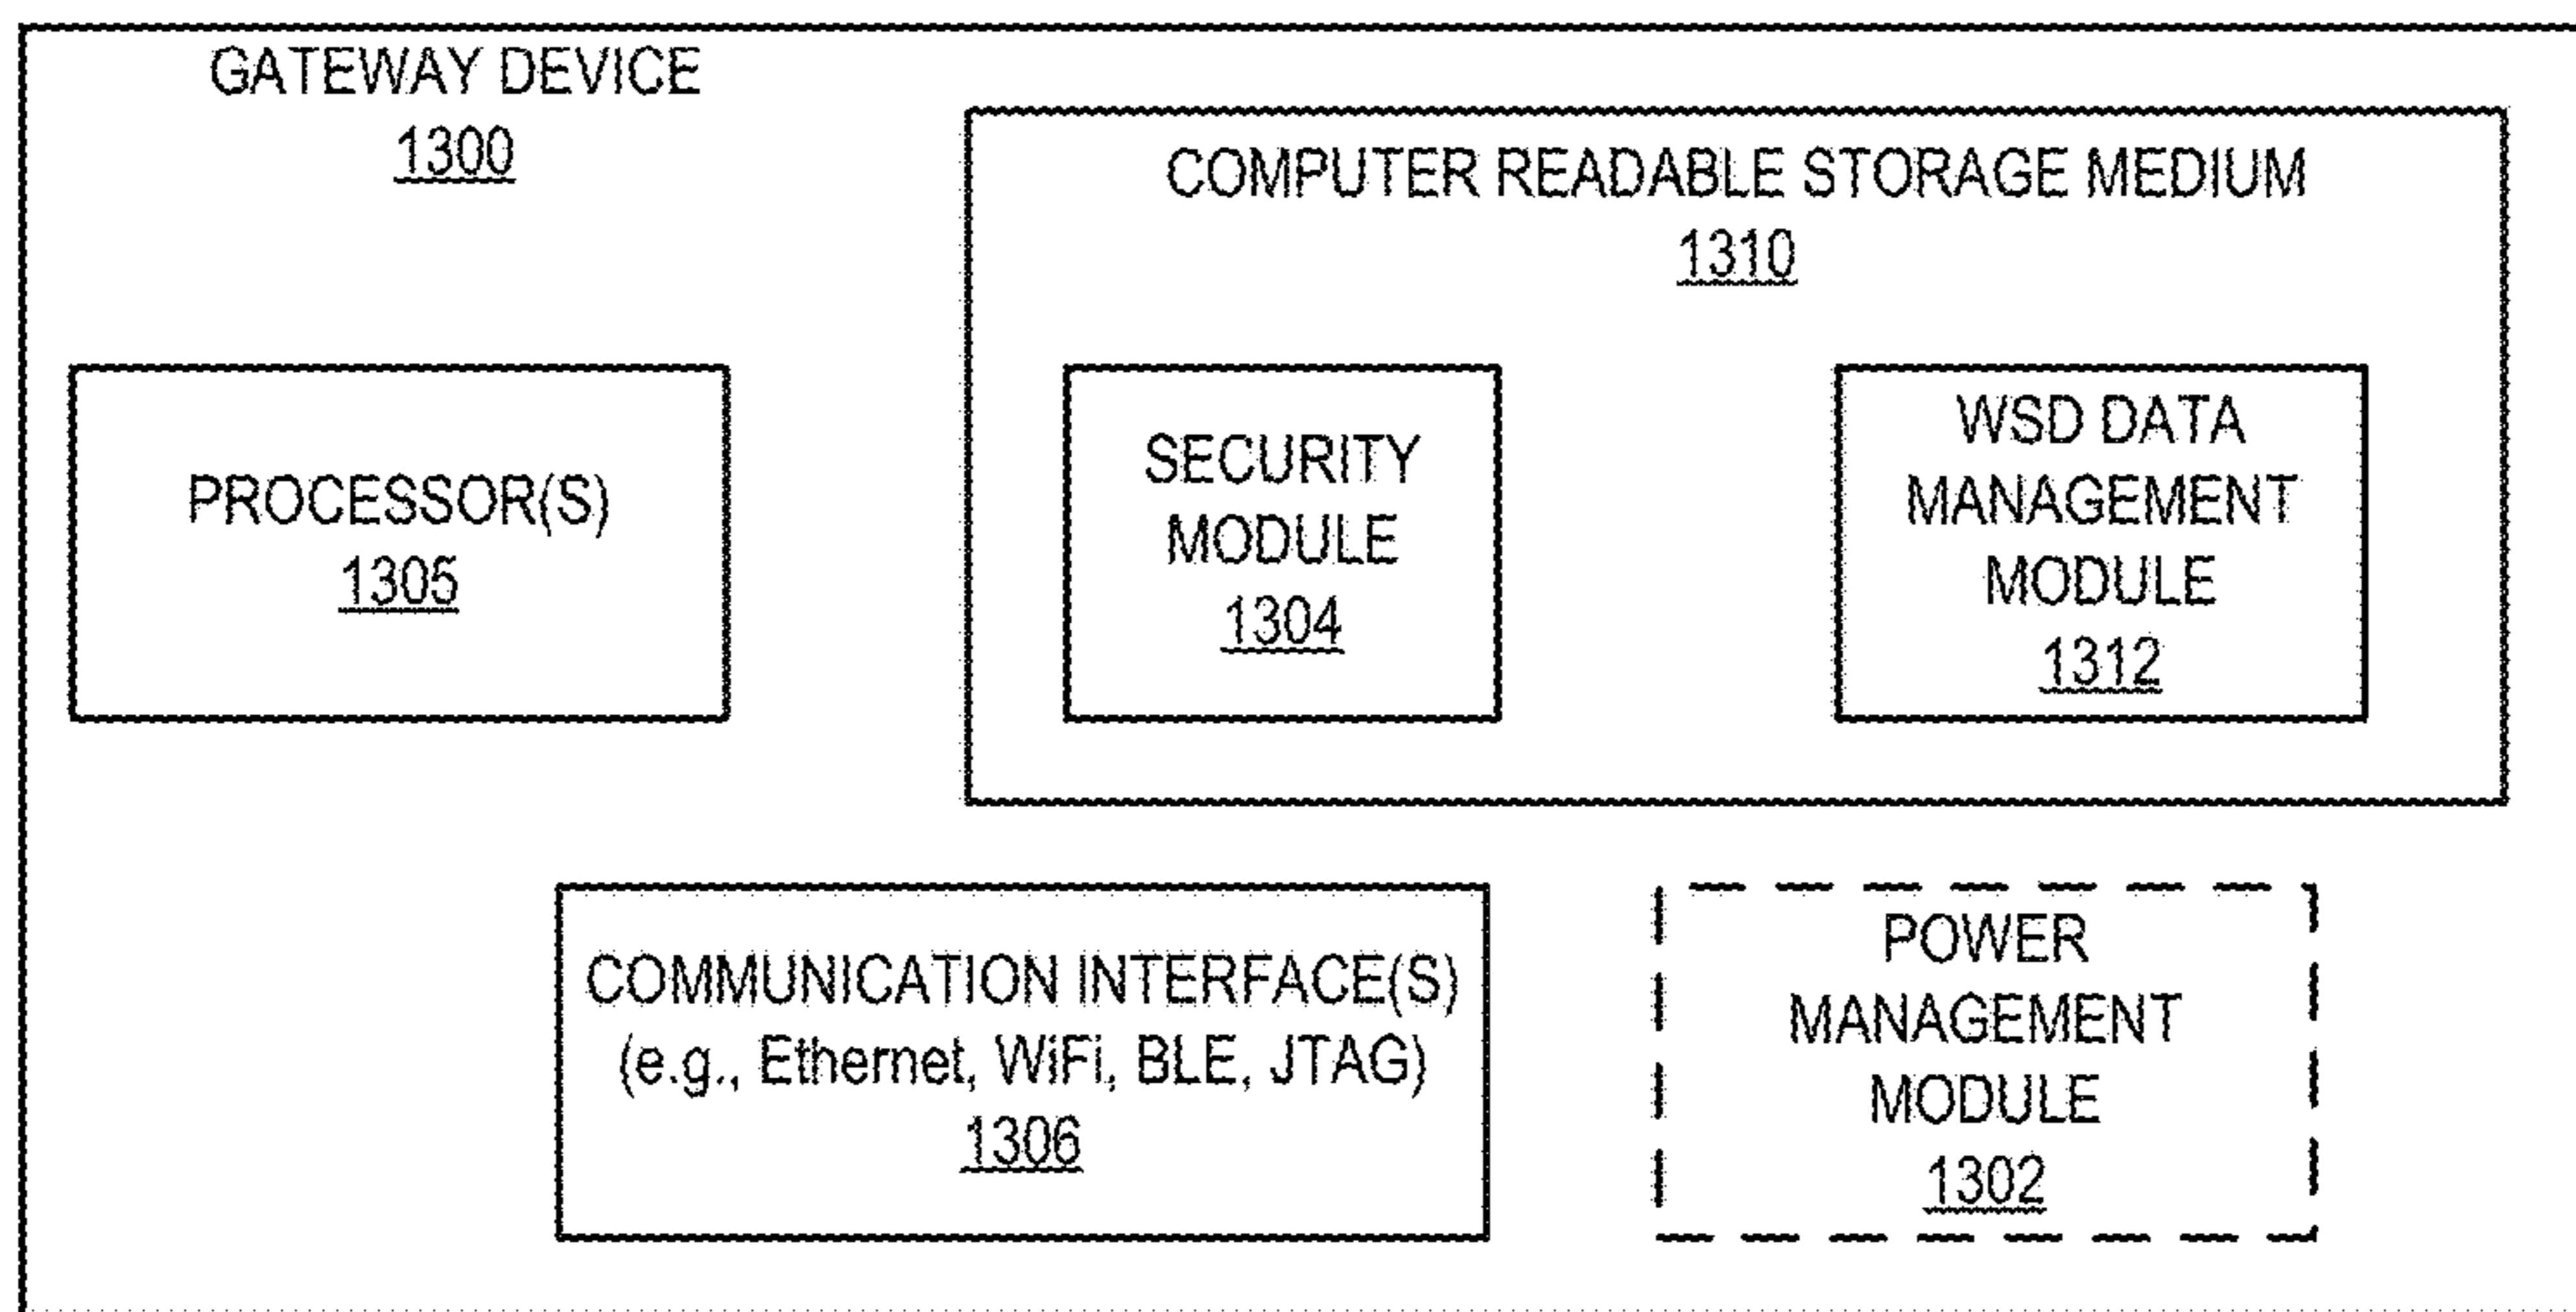 GATEWAY DEVICE
1300
COMPUTER READABLE STORAGE MEDIUM
1310
PROCESSOR(S)
1305
SECURITY
MODULE
1304
WSD DATA
MANAGEMENT
MODULE
1312
COMMUNICATION INTERFACE(S)
(e.g., Ethernet, WiFi, BLE, JTAG)
1306
POWER
MANAGEMENT
MODULE
1302